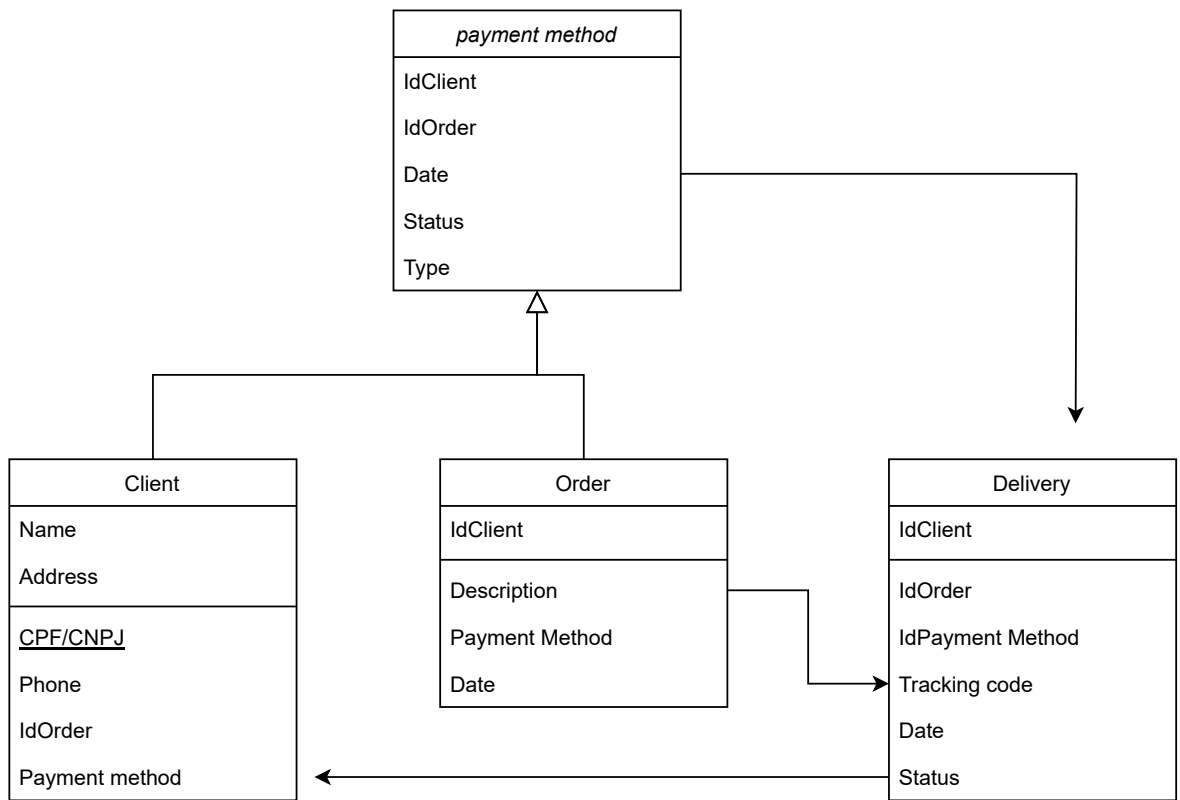 payment method
IdClient
IdOrder
Date
Status
Type
Client
Name
Address
CPF/CNPJ
Phone
IdOrder
Payment method
Order
IdClient
Description
Payment Method
Date
Delivery
IdClient
IdOrder
IdPayment Method
Tracking code
Date
Status